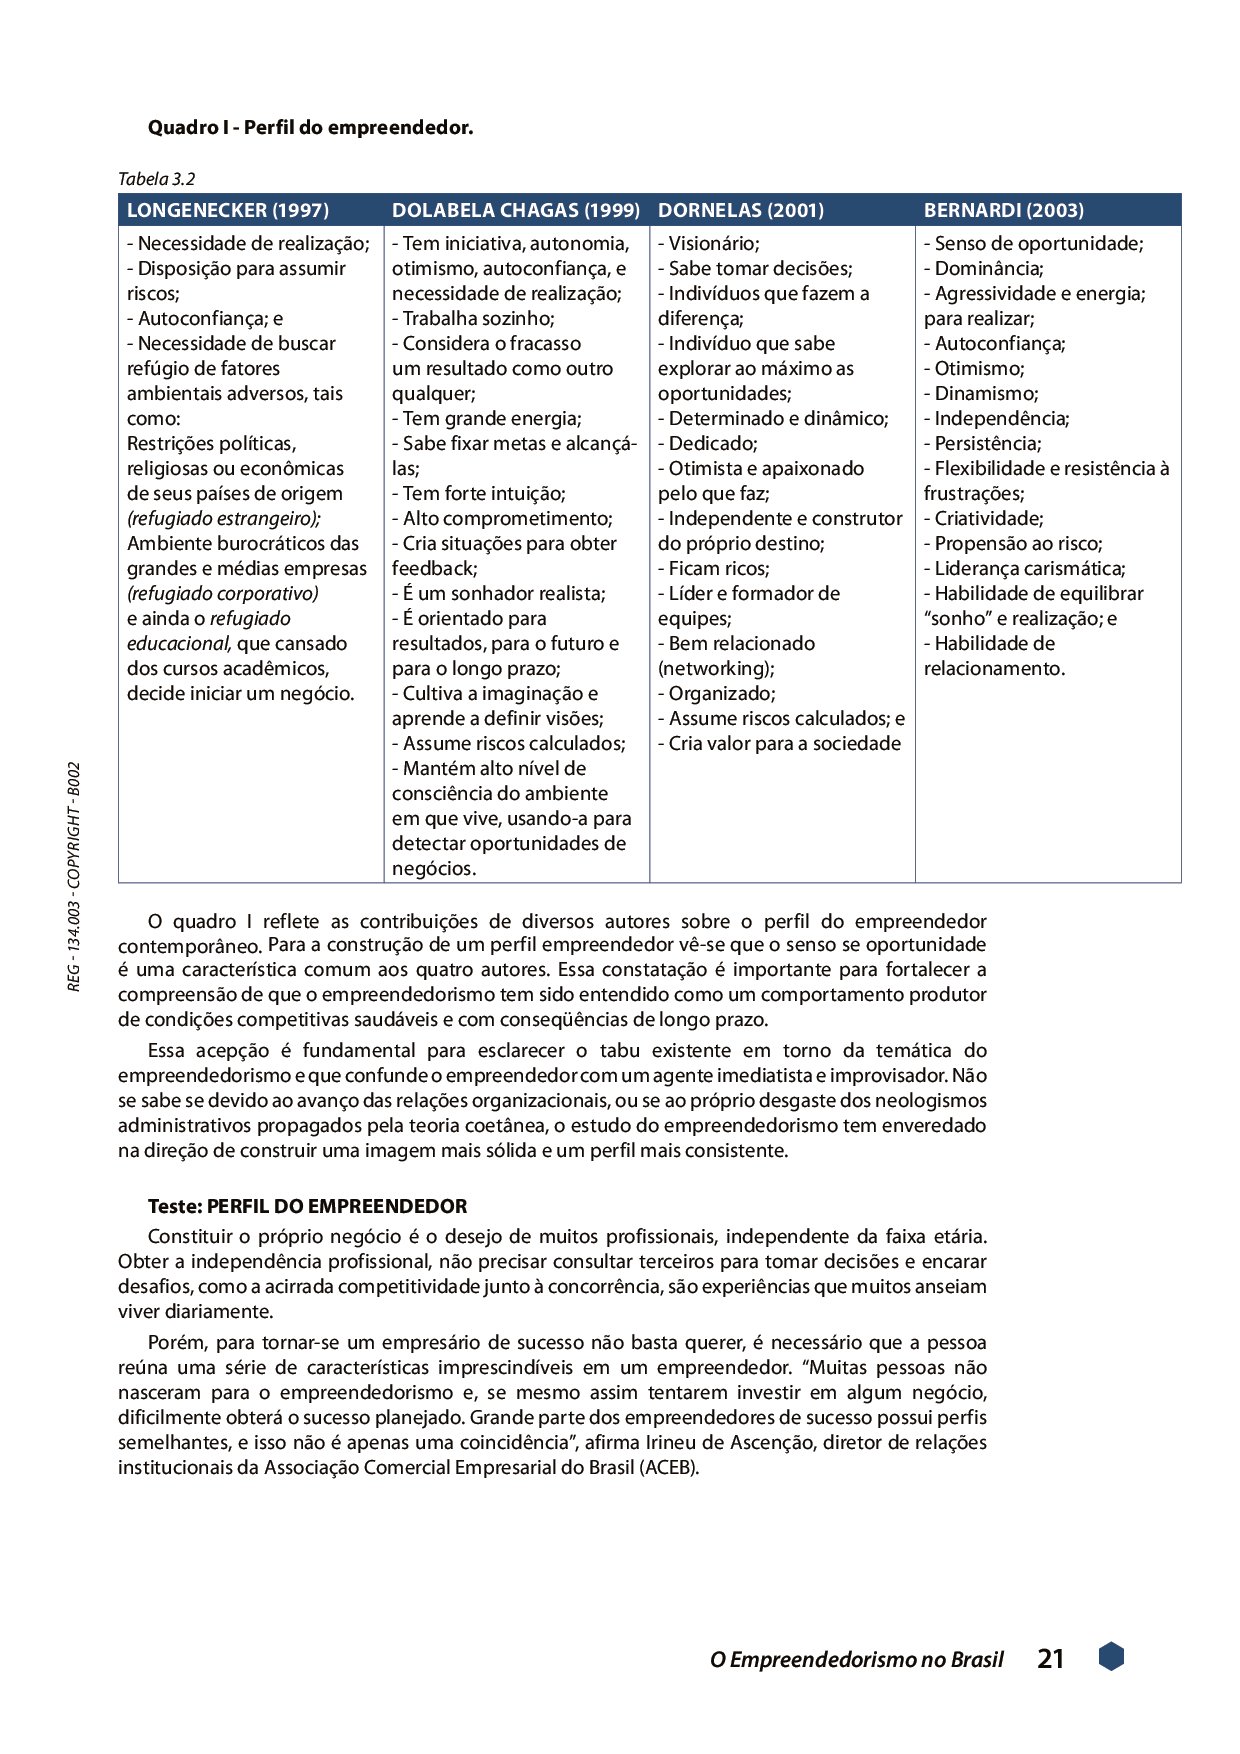 Quadro I - Perfil do empreendedor.
Tabela 3.2
LONGENECKER (1997)
- Necessidade de realização;
- Disposição para assumir
riscos;
- Autoconfiança; e
- Necessidade de buscar
refúgio de fatores
ambientais adversos, tais
como:
Restrições políticas,
religiosas ou econômicas
de seus países de origem
(refugiado estrangeiro);
Ambiente burocráticos das
grandes e médias empresas
(refugiado corporativo)
e ainda o refugiado
educacional, que cansado
dos cursos acadêmicos,
decide iniciar um negócio.
DOLABELA CHAGAS (1999)
- Tem iniciativa, autonomia,
otimismo, autoconfiança, e
necessidade de realização;
- Trabalha sozinho;
- Considera o fracasso
um resultado como outro
qualquer;
- Tem grande energia;
- Sabe fixar metas e alcançá-
las;
- Tem forte intuição;
- Alto comprometimento;
- Cria situações para obter
feedback;
- É um sonhador realista;
- É orientado para
resultados, para o futuro e
para o longo prazo;
- Cultiva a imaginação e
aprende a definir visões;
- Assume riscos calculados;
- Mantém alto nível de
consciência do ambiente
em que vive, usando-a para
detectar oportunidades de
negócios.
DORNELAS (2001)
- Visionário;
- Sabe tomar decisões;
- Indivíduos que fazem a
diferença;
- Indivíduo que sabe
explorar ao máximo as
oportunidades;
- Determinado e dinâmico;
- Dedicado;
- Otimista e apaixonado
pelo que faz;
- Independente e construtor
do próprio destino;
- Ficam ricos;
- Líder e formador de
equipes;
- Bem relacionado
(networking);
- Organizado;
- Assume riscos calculados; e
- Cria valor para a sociedade
BERNARDI (2003)
- Senso de oportunidade;
- Dominância;
- Agressividade e energia;
para realizar;
- Autoconfiança;
- Otimismo;
- Dinamismo;
- Independência;
- Persistência;
- Flexibilidade e resistência à
frustrações;
- Criatividade;
- Propensão ao risco;
- Liderança carismática;
- Habilidade de equilibrar
“sonho” e realização; e
- Habilidade de
relacionamento.
REG - 134.003 - COPYRIGHT - B002
O quadro I reflete as contribuições de diversos autores sobre o perfil do empreendedor
contemporâneo. Para a construção de um perfil empreendedor vê-se que o senso se oportunidade
é uma característica comum aos quatro autores. Essa constatação é importante para fortalecer a
compreensão de que o empreendedorismo tem sido entendido como um comportamento produtor
de condições competitivas saudáveis e com conseqüências de longo prazo.
Essa acepção é fundamental para esclarecer o tabu existente em torno da temática do
empreendedorismo e que confunde o empreendedor com um agente imediatista e improvisador. Não
se sabe se devido ao avanço das relações organizacionais, ou se ao próprio desgaste dos neologismos
administrativos propagados pela teoria coetânea, o estudo do empreendedorismo tem enveredado
na direção de construir uma imagem mais sólida e um perfil mais consistente.
Teste: PERFIL DO EMPREENDEDOR
Constituir o próprio negócio é o desejo de muitos profissionais, independente da faixa etária.
Obter a independência profissional, não precisar consultar terceiros para tomar decisões e encarar
desafios, como a acirrada competitividade junto à concorrência, são experiências que muitos anseiam
viver diariamente.
Porém, para tornar-se um empresário de sucesso não basta querer, é necessário que a pessoa
reúna uma série de características imprescindíveis em um empreendedor. “Muitas pessoas não
nasceram para o empreendedorismo e, se mesmo assim tentarem investir em algum negócio,
dificilmente obterá o sucesso planejado. Grande parte dos empreendedores de sucesso possui perfis
semelhantes, e isso não é apenas uma coincidência”, afirma Irineu de Ascenção, diretor de relações
institucionais da Associação Comercial Empresarial do Brasil (ACEB).
O Empreendedorismo no Brasil 21